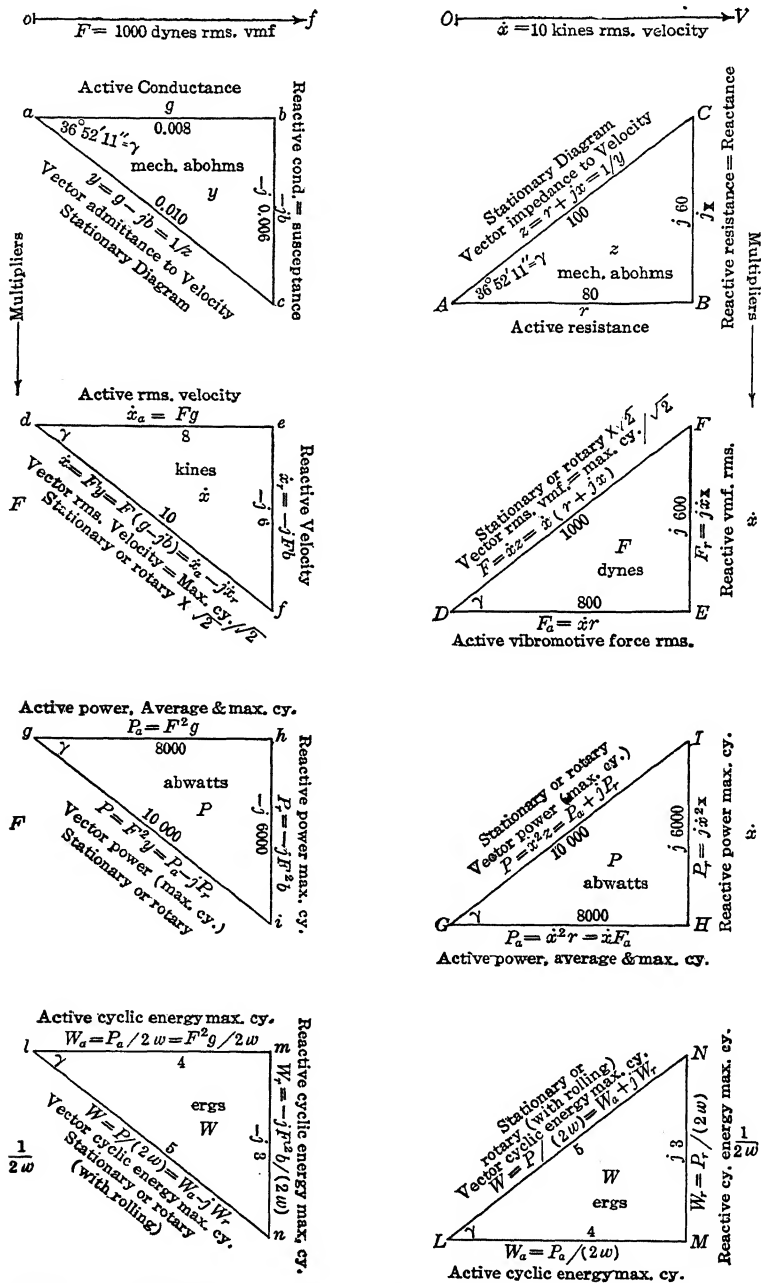 o f
F = 1000 dynes rms. vmf
Active Conductance
g
a b
0.008
36° 52′ 11″=γ
mech. abohms
y
0.010
y = g − jb = 1/z
Vector admittance to Velocity
Stationary Diagram
−jb
−j 0.006
Reactive cond. = susceptance
c
Multipliers
Active rms. velocity
ẋa = Fg
d e
γ 8
kines
ẋ
10
ẋ = Fy = F(g−jb) = ẋa − jẋr
Vector rms. Velocity = Max. cy./√2
Stationary or rotary X √2
−j 6
ẋr = −jFb
Reactive Velocity
f
F
Active power, Average & max. cy.
Pa = F²g
g h
γ 8000
abwatts
P
10 000
P = F²y = Pa − jPr
Vector power (max. cy.)
Stationary or rotary
−j 6000
Pr = −jF²b
Reactive power max. cy.
i
F
Active cyclic energy max. cy.
Wa = Pa/2w = F²g/2w
l m
γ 4
ergs
W
5
W = P/(2w) = Wa − jWr
Vector cyclic energy max. cy.
Stationary or rotary
(with rolling)
−j 3
Wr = −jF²b/(2w)
Reactive cyclic energy max. cy.
n
1/2w
O V
ẋ = 10 kines rms. velocity
C
Stationary Diagram
Vector impedance to Velocity
z = r + jx = 1/y
100
z
mech. abohms
36° 52′ 11″=γ
A B
80
r
Active resistance
j 60
jx
Reactive resistance = Reactance
Multipliers
F
Stationary or rotary X √2
Vector rms. vmf. = max. cy./√2
F = ẋz = ẋ(r + jx)
1000
F
dynes
D γ E
800
Fa = ẋr
Active vibromotive force rms.
j 600
Fr = jẋx
Reactive vmf. rms.
ẋ
I
Stationary or rotary
Vector power (max. cy.)
P = ẋ²z = Pa + jPr
10 000
P
abwatts
G γ H
8000
Pa = ẋ²r = ẋFa
Active power, average & max. cy.
j 6000
Pr = jẋ²x
Reactive power max. cy.
ẋ
N
Stationary or
rotary (with rolling)
Vector cyclic energy max. cy.
W = P / (2w) = Wa + jWr
5
W
ergs
L γ M
4
Wa = Pa/(2w)
Active cyclic energy max. cy.
j 3
Wr = Pr/(2w)
Reactive cy. energy max. cy.
1/2w